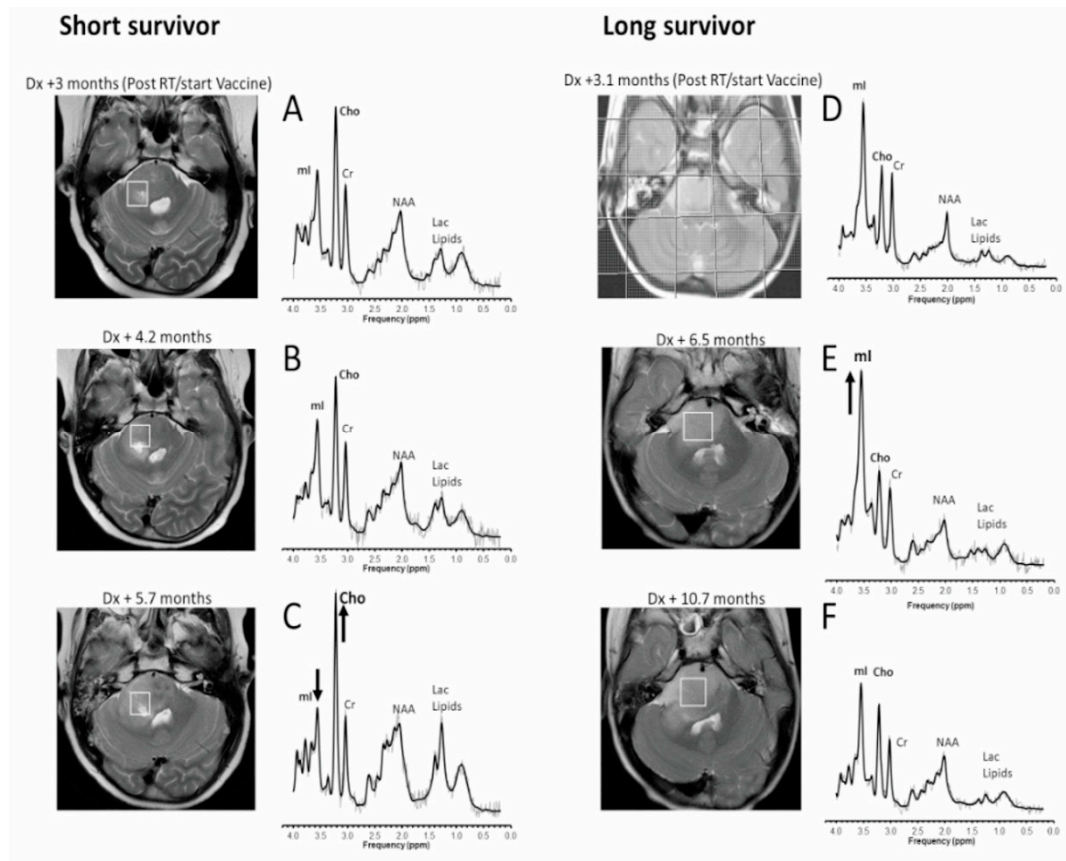 Short survivor
Dx +3 months (Post RT/start Vaccine)
A
Cho
mI
Cr
NAA
Lac
Lipids
4.0 3.5 3.0 2.5 2.0 1.5 1.0 0.5 0.0
Frequency (ppm)
Dx + 4.2 months
B
Cho
mI
Cr
NAA
Lac
Lipids
4.0 3.5 3.0 2.5 2.0 1.5 1.0 0.5 0.0
Frequency (ppm)
Dx + 5.7 months
C
Cho
mI
Cr
NAA
Lac
Lipids
4.0 3.5 3.0 2.5 2.0 1.5 1.0 0.5 0.0
Frequency (ppm)
Long survivor
Dx +3.1 months (Post RT/start Vaccine)
D
mI
Cho
Cr
NAA
Lac
Lipids
4.0 3.5 3.0 2.5 2.0 1.5 1.0 0.5 0.0
Frequency (ppm)
Dx + 6.5 months
E
mI
Cho
Cr
NAA
Lac
Lipids
4.0 3.5 3.0 2.5 2.0 1.5 1.0 0.5 0.0
Frequency (ppm)
Dx + 10.7 months
F
mI
Cho
Cr
NAA
Lac
Lipids
4.0 3.5 3.0 2.5 2.0 1.5 1.0 0.5 0.0
Frequency (ppm)